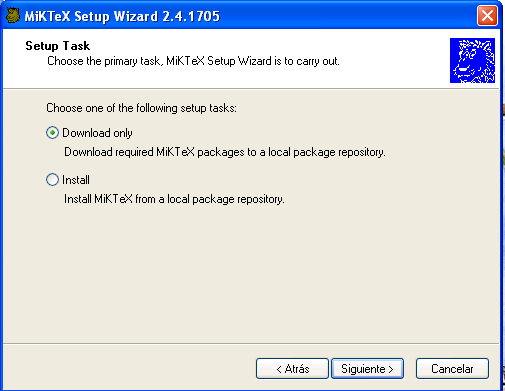 MiKTeX Setup Wizard 2.4.1705
Setup Task
Choose the primary task, MiKTeX Setup Wizard is to carry out.
Choose one of the following setup tasks:
Download only
Download required MiKTeX packages to a local package repository.
Install
Install MiKTeX from a local package repository.
< Atrás
Siguiente >
Cancelar